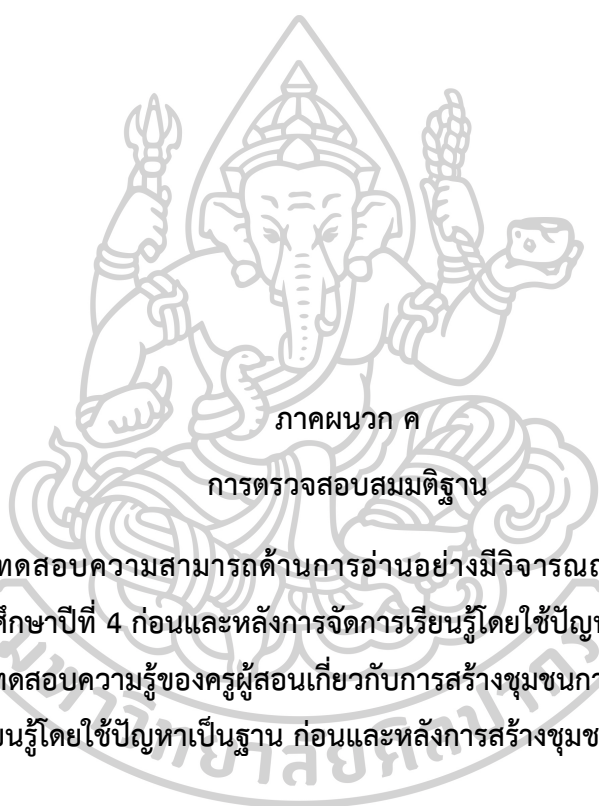 ภาคผนวก ค
การตรวจสอบสมมติฐาน
ทดสอบความสามารถด้านการอ่านอย่างมีวิจารณญ
ศึกษาปีที่ 4 ก่อนและหลังการจัดการเรียนรู้โดยใช้ปัญห
ทดสอบความรู้ของครูผู้สอนเกี่ยวกับการสร้างชุมชนกา
ยนรู้โดยใช้ปัญหาเป็นฐาน ก่อนและหลังการสร้างชุมช